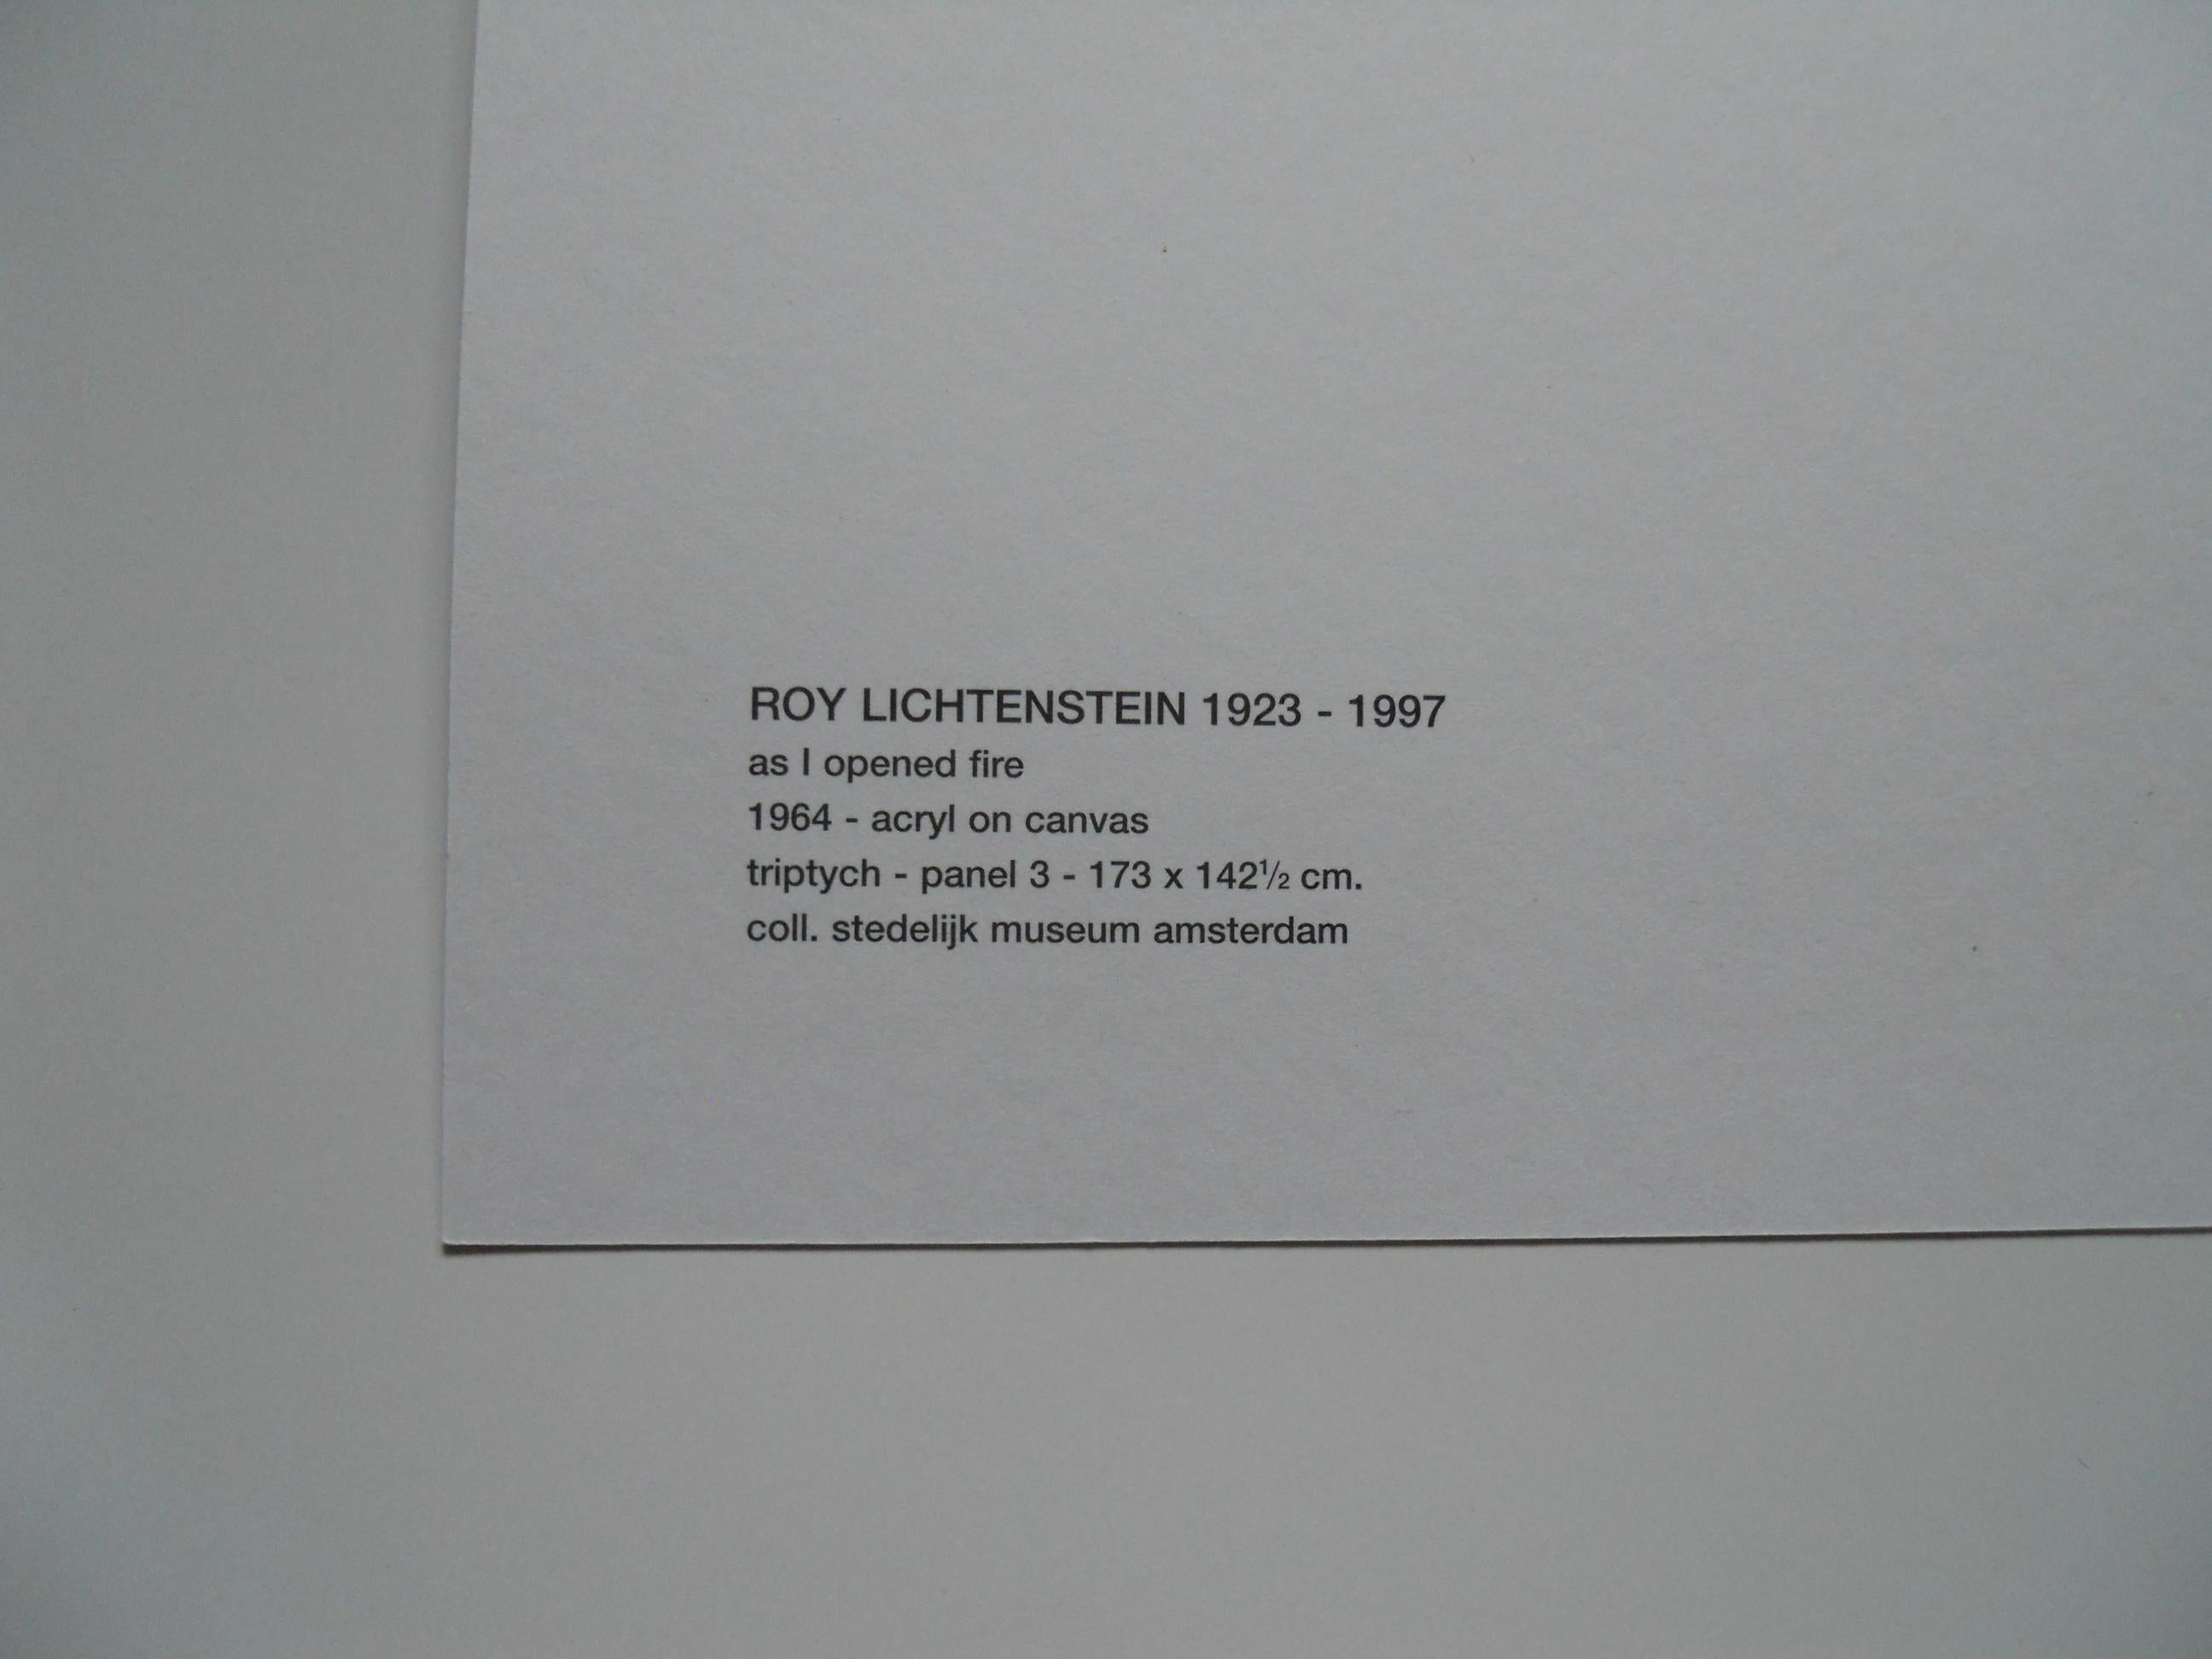 ROY LICHTENSTEIN 1923 - 1997
as I opened fire
1964 - acryl on canvas
triptych - panel 3 - 173 x 142½ cm.
coll. stedelijk museum amsterdam